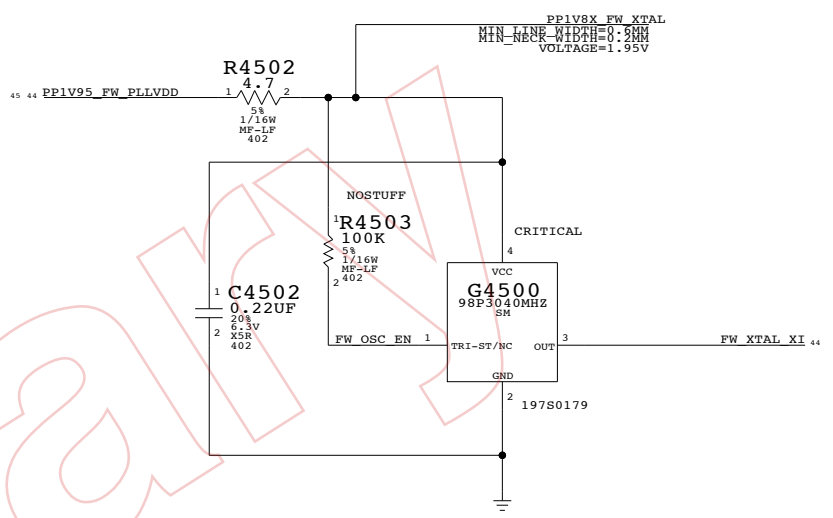 PP1V8X_FW_XTAL
MIN_LINE_WIDTH=0.6MM
MIN_NECK_WIDTH=0.2MM
VOLTAGE=1.95V
R4502
4.7
45 44 PP1V95_FW_PLLVDD
1 2
5%
1/16W
MF-LF
402
NOSTUFF
1
R4503
100K
5%
1/16W
MF-LF
402
2
CRITICAL
4
VCC
G4500
98P3040MHZ
SM
1
C4502
0.22UF
20%
6.3V
X5R
402
2
FW_OSC_EN 1
TRI-ST/NC OUT
3
FW_XTAL_XI 44
GND
2
197S0179
ary